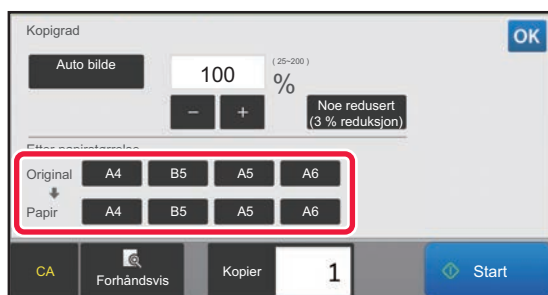 Kopigrad
OK
Auto bilde
100
(25~200)
%
−
+
Noe redusert
(3 % reduksjon)
Etter papirstørrelse
Original
A4
B5
A5
A6
Papir
A4
B5
A5
A6
CA
Forhåndsvis
Kopier
1
Start